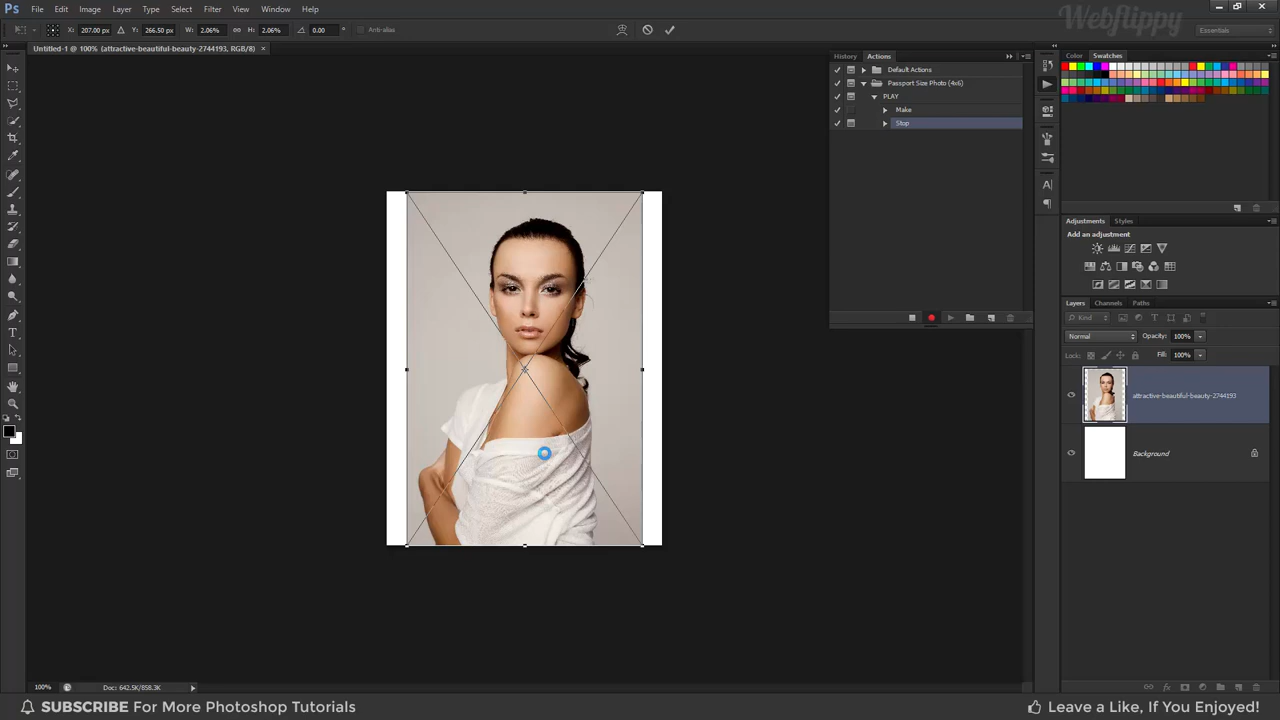 Ps File Edit Image Layer Type Select Filter View Window Help
Webflippy
X: 207.00 px Y: 266.50 px W: 2.06% H: 2.06% 0.00 ° Anti-alias Essentials
Untitled-1 @ 100% (attractive-beautiful-beauty-2744193, RGB/8) ×
History Actions
Default Actions
Passport Size Photo (4x6)
PLAY
Make
Stop
Color Swatches
Adjustments Styles
Add an adjustment
Layers Channels Paths
Kind
Normal Opacity: 100%
Lock: Fill: 100%
attractive-beautiful-beauty-2744193
Background
100% Doc: 642.5K/858.3K
SUBSCRIBE For More Photoshop Tutorials
Leave a Like, If You Enjoyed!